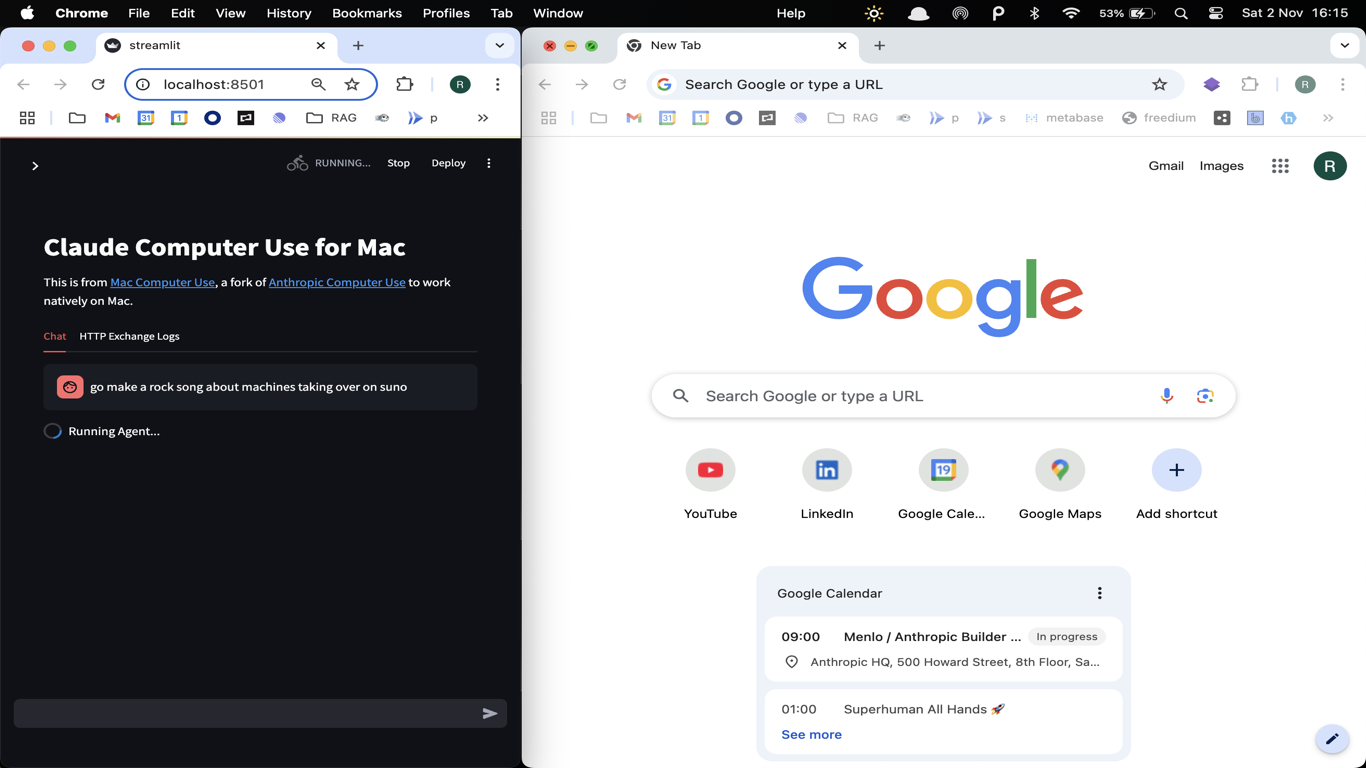 Chrome File Edit View History Bookmarks Profiles Tab Window Help 53% Sat 2 Nov 16:15
streamlit
localhost:8501
R
31 1 RAG p
RUNNING... Stop Deploy
Claude Computer Use for Mac
This is from Mac Computer Use, a fork of Anthropic Computer Use to work
natively on Mac.
Chat HTTP Exchange Logs
go make a rock song about machines taking over on suno
Running Agent...
New Tab
Search Google or type a URL
R
31 1 RAG p s metabase freedium
Gmail Images R
Google
Search Google or type a URL
19
YouTube LinkedIn Google Cale... Google Maps Add shortcut
Google Calendar
09:00 Menlo / Anthropic Builder ... In progress
Anthropic HQ, 500 Howard Street, 8th Floor, Sa...
01:00 Superhuman All Hands 🚀
See more